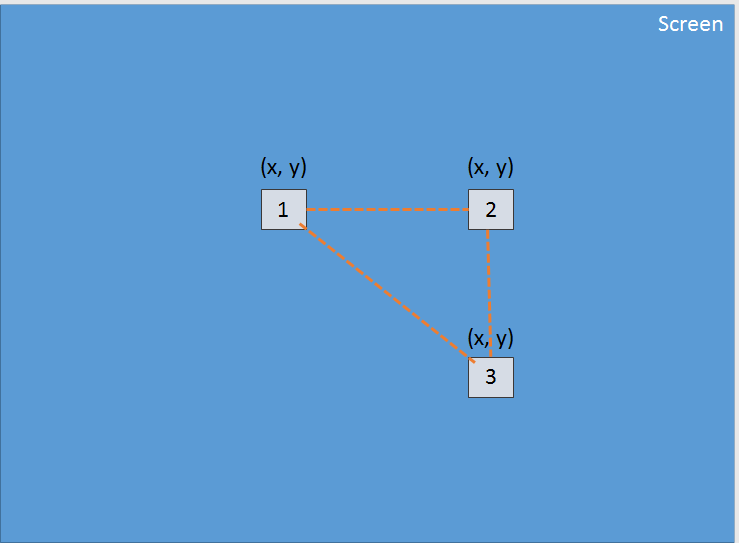 Screen
(x, y)
(x, y)
1
2
(x, y)
3